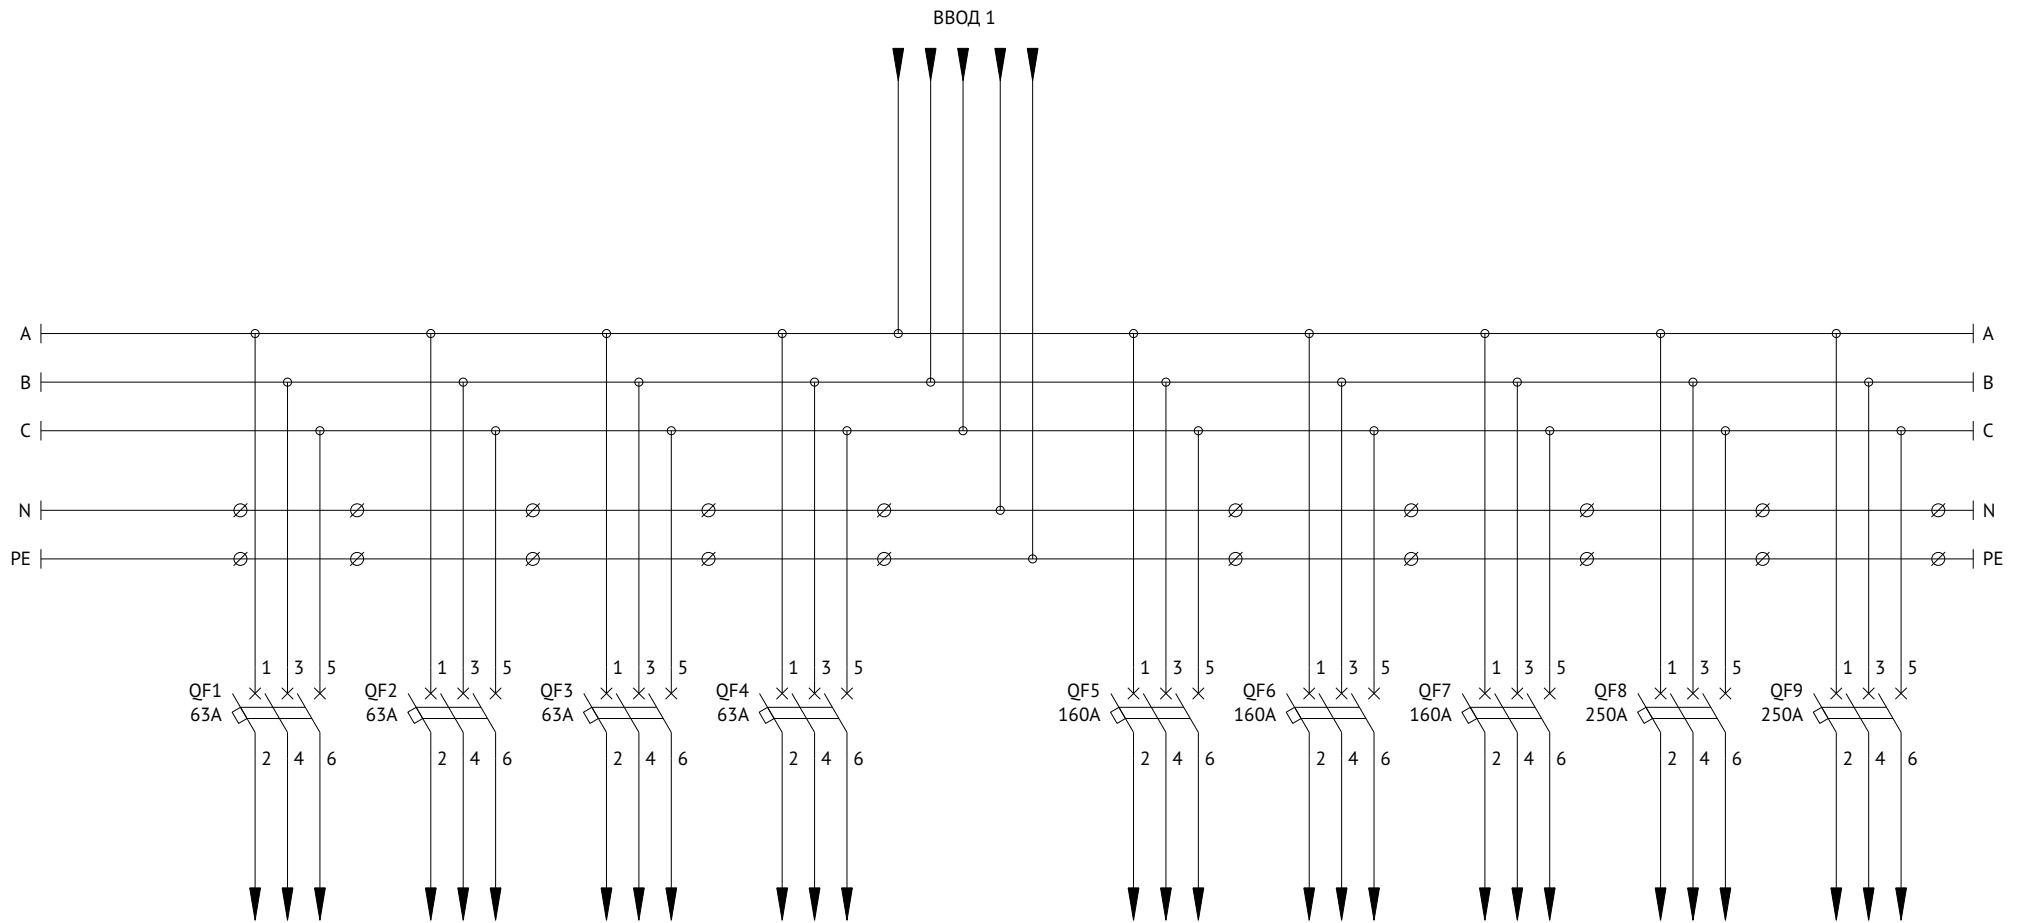 ВВОД 1
A A
B B
C C
N N
PE PE
1 3 5 1 3 5 1 3 5 1 3 5 1 3 5 1 3 5 1 3 5 1 3 5 1 3 5
QF1 QF2 QF3 QF4 QF5 QF6 QF7 QF8 QF9
63A 63A 63A 63A 160A 160A 160A 250A 250A
2 4 6 2 4 6 2 4 6 2 4 6 2 4 6 2 4 6 2 4 6 2 4 6 2 4 6